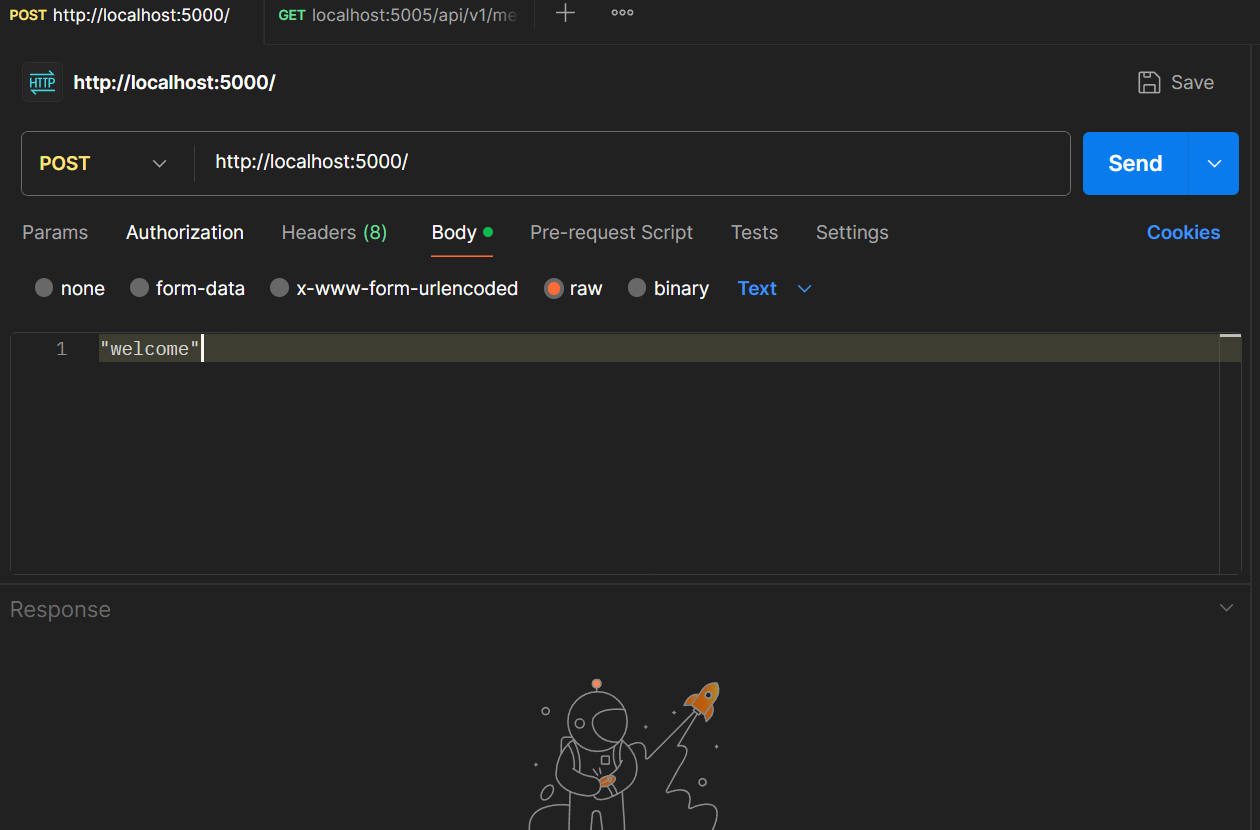 POST http://localhost:5000/ GET localhost:5005/api/v1/me
HTTP http://localhost:5000/ Save
POST http://localhost:5000/ Send
Params Authorization Headers (8) Body Pre-request Script Tests Settings Cookies
none form-data x-www-form-urlencoded raw binary Text
1 "welcome"
Response